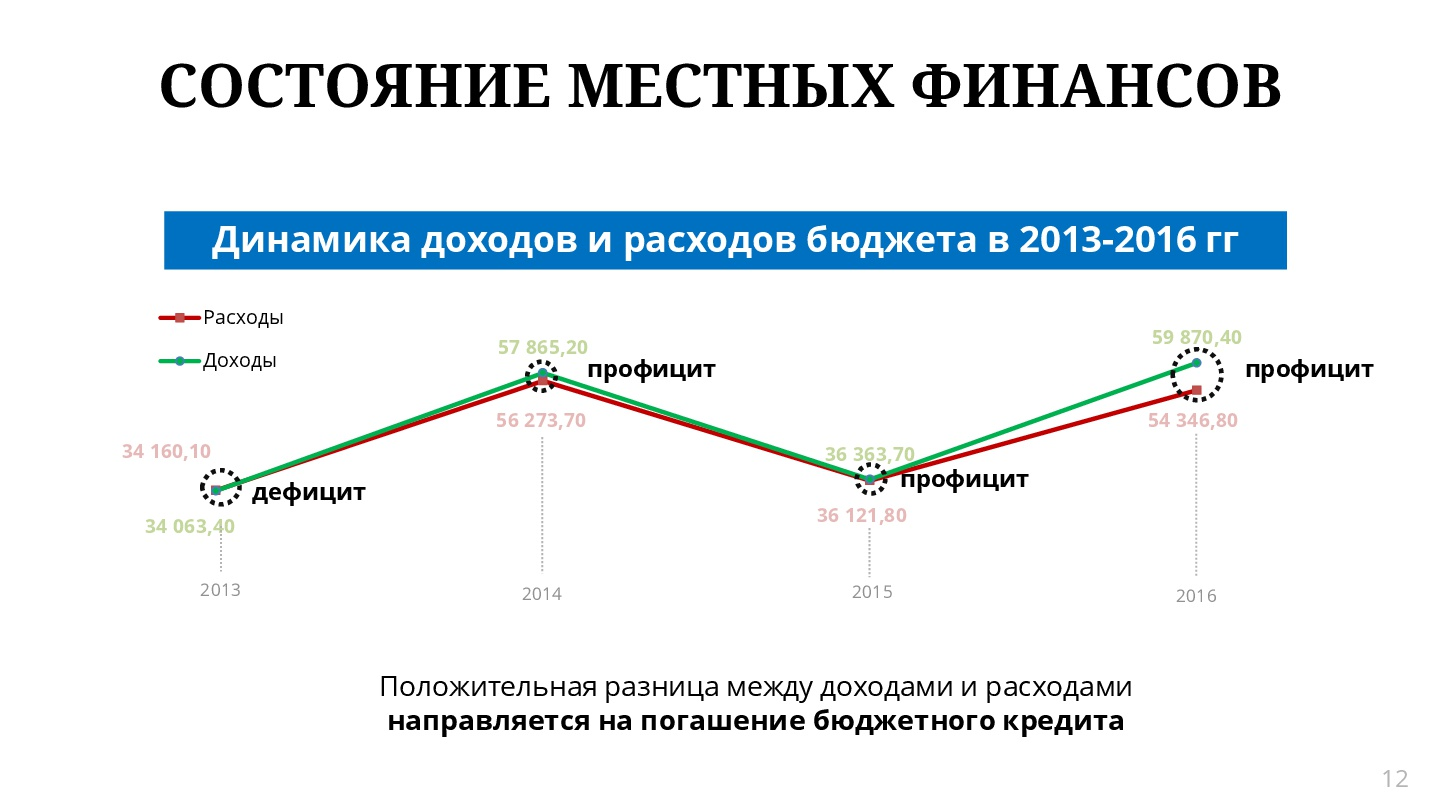 СОСТОЯНИЕ МЕСТНЫХ ФИНАНСОВ
Динамика доходов и расходов бюджета в 2013-2016 гг
Расходы
Доходы
34 160,10
дефицит
34 063,40
57 865,20
профицит
56 273,70
36 363,70
профицит
36 121,80
59 870,40
профицит
54 346,80
2013
2014
2015
2016
Положительная разница между доходами и расходами
направляется на погашение бюджетного кредита
12